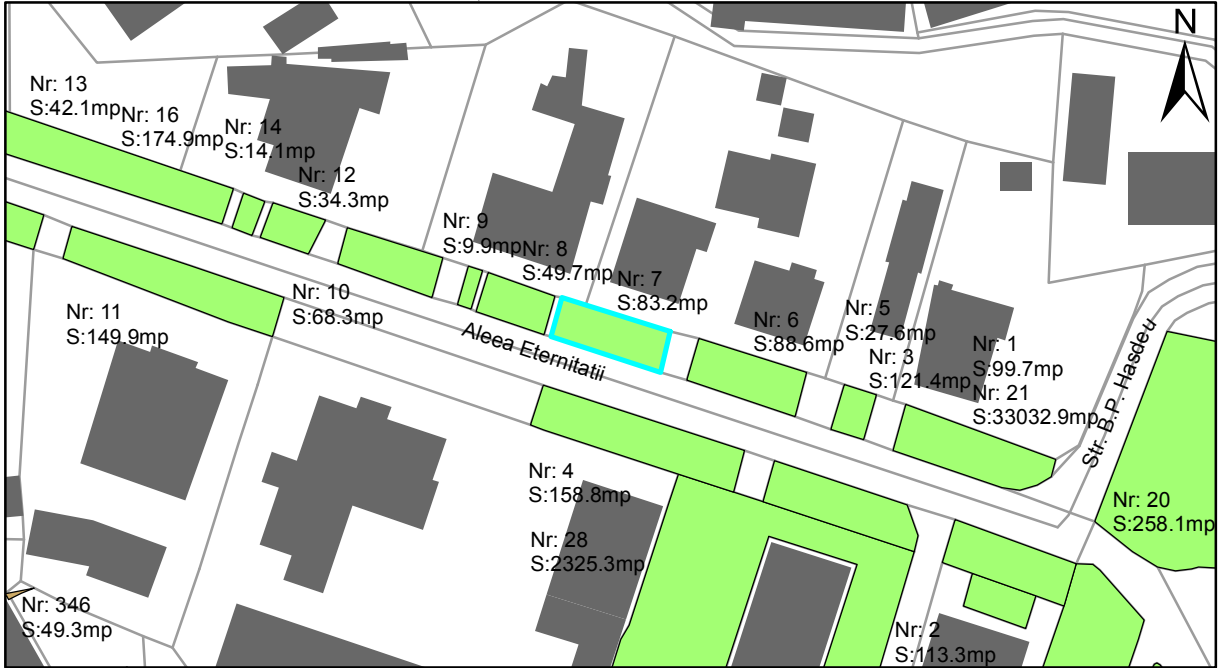 N
Nr: 13
S:42.1mp
Nr: 16
S:174.9mp
Nr: 14
S:14.1mp
Nr: 12
S:34.3mp
Nr: 9
S:9.9mp
Nr: 8
S:49.7mp
Nr: 7
S:83.2mp
Nr: 10
S:68.3mp
Nr: 11
S:149.9mp
Aleea Eternitatii
Nr: 6
S:88.6mp
Nr: 5
S:27.6mp
Nr: 3
S:121.4mp
Nr: 1
S:99.7mp
Nr: 21
S:33032.9mp
Str. B.P. Hasdeu
Nr: 4
S:158.8mp
Nr: 20
S:258.1mp
Nr: 28
S:2325.3mp
Nr: 346
S:49.3mp
Nr: 2
S:113.3mp